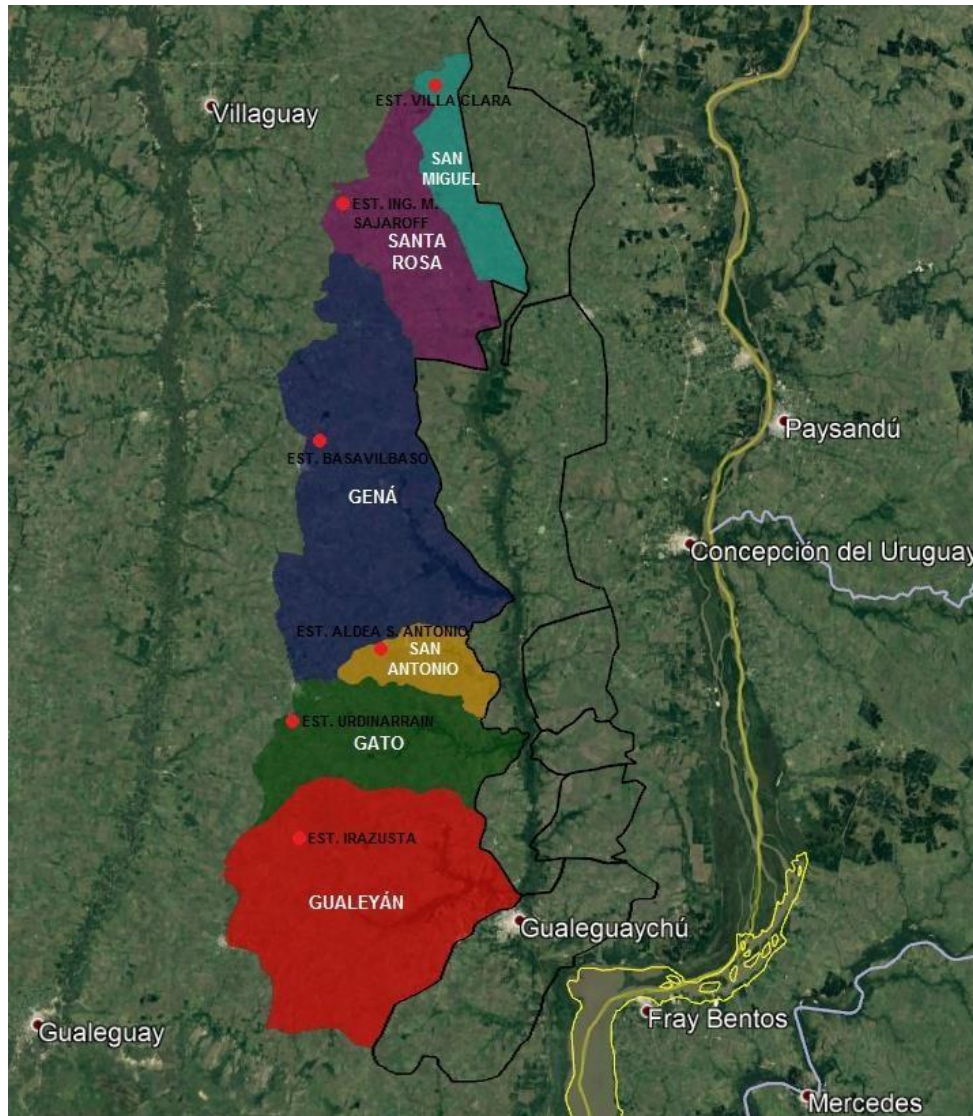 Villaguay
EST. VILLA CLARA
SAN
MIGUEL
EST. ING. M.
SAJAROFF
SANTA
ROSA
Paysandú
EST. BASAVILBASO
GENÁ
Concepción del Uruguay
EST. ALDEA S. ANTONIO
SAN
ANTONIO
EST. URDINARRAIN
GATO
EST. IRAZUSTA
GUALEYÁN
Gualeguaychú
Fray Bentos
Gualeguay
Mercedes